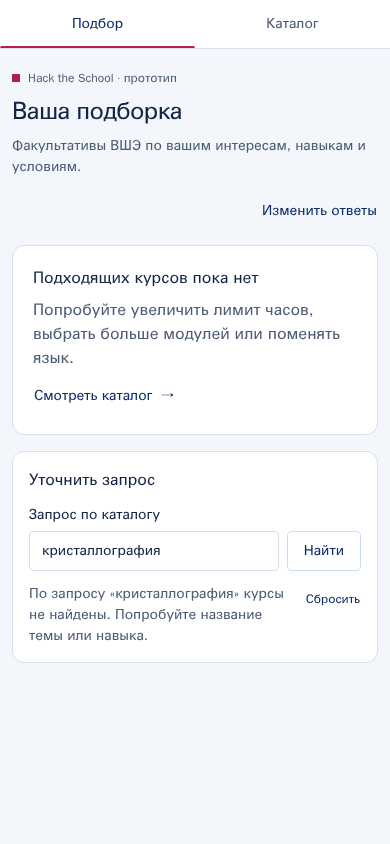 Подбор
Каталог
Hack the School · прототип
Ваша подборка
Факультативы ВШЭ по вашим интересам, навыкам и
условиям.
Изменить ответы
Подходящих курсов пока нет
Попробуйте увеличить лимит часов,
выбрать больше модулей или поменять
язык.
Смотреть каталог →
Уточнить запрос
Запрос по каталогу
кристаллография
Найти
По запросу «кристаллография» курсы
не найдены. Попробуйте название
темы или навыка.
Сбросить